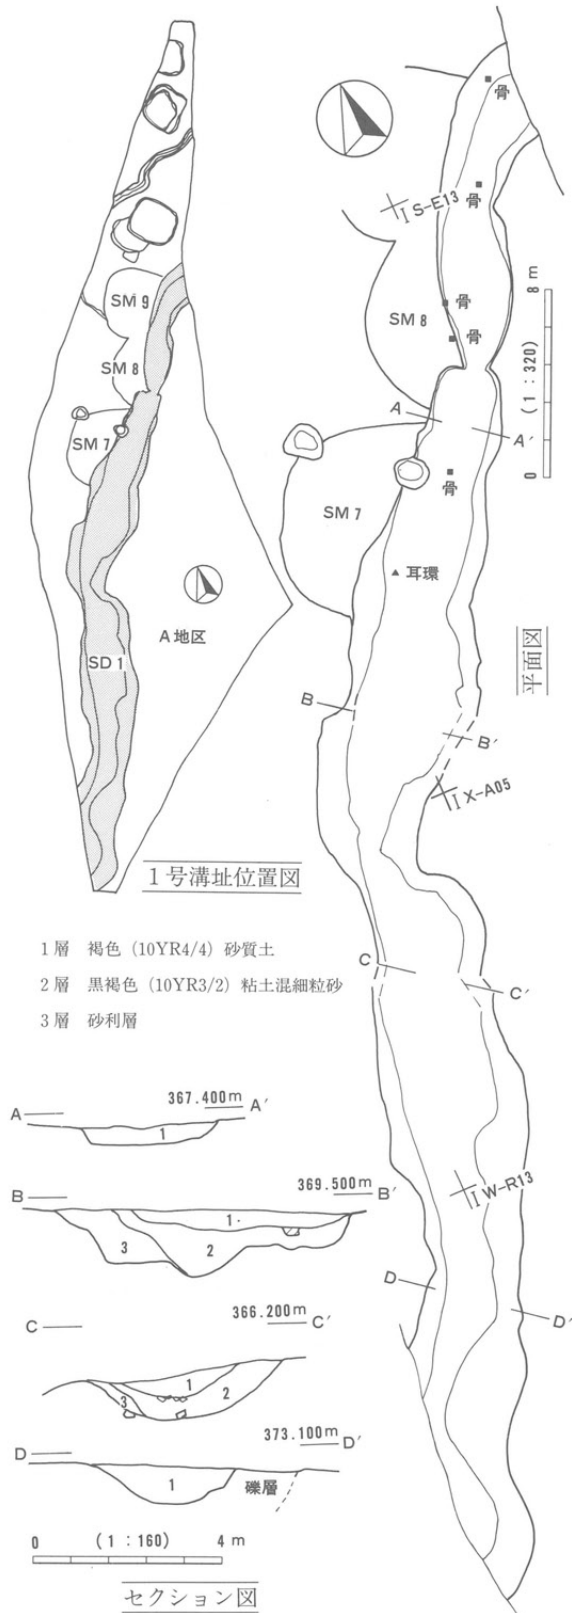 SM 9
SM 8
SM 7
SD 1
A地区
1号溝址位置図
骨
I S-E13
骨
骨
骨
SM 8
A
A′
骨
SM 7
耳環
8 m
(1 : 320)
0
平面図
B
B′
I X-A05
C
C′
I W-R13
D
D′
1層 褐色 (10YR4/4) 砂質土
2層 黒褐色 (10YR3/2) 粘土混細粒砂
3層 砂利層
A 367.400m A′
1
B 369.500m B′
1
3 2
C 366.200m C′
1
3 2
D 373.100m D′
1 礫層
0 (1 : 160) 4 m
セクション図